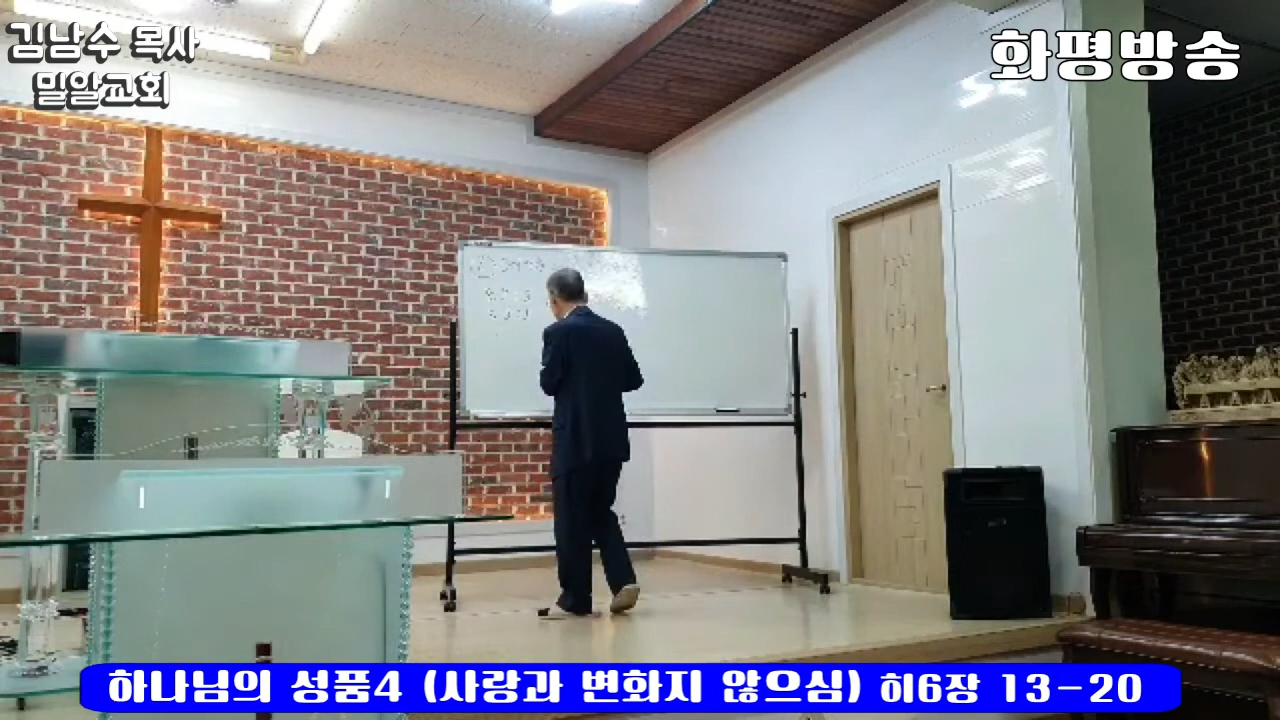 김남수 목사
밀알교회
화평방송
하나님의 성품4 (사랑과 변화지 않으심) 히6장 13-20